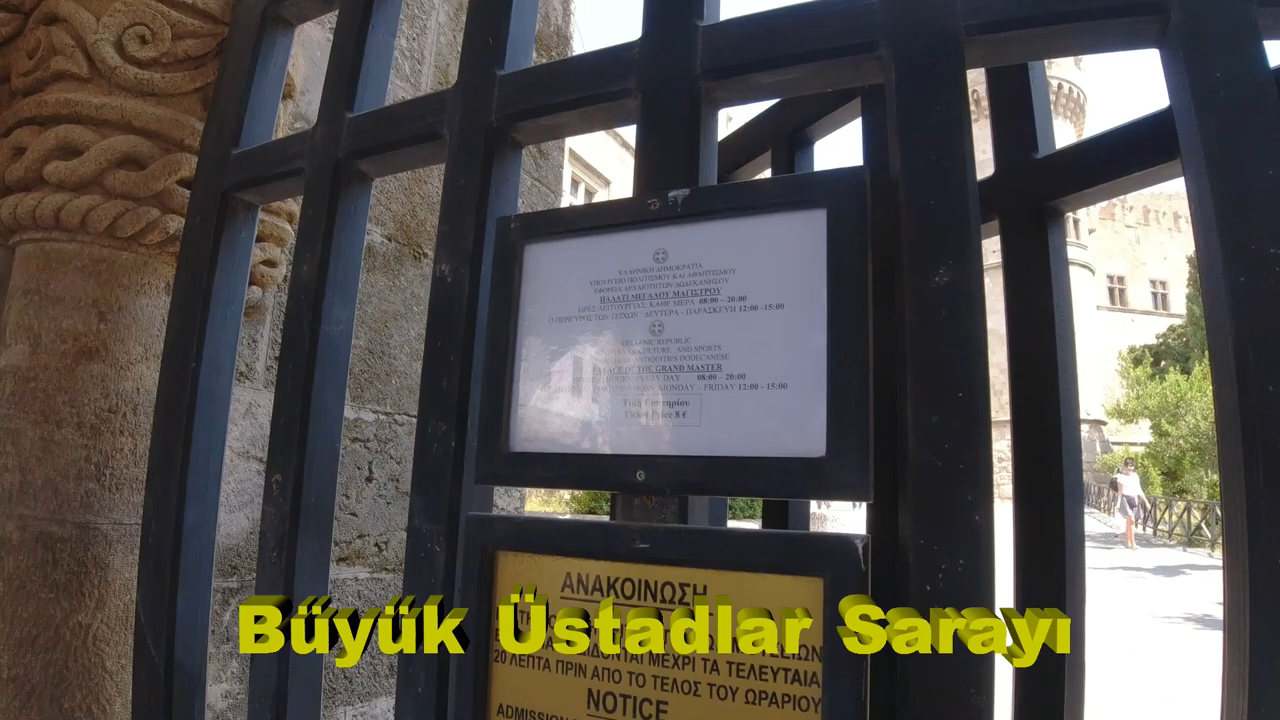 ΕΛΛΗΝΙΚΗ ΔΗΜΟΚΡΑΤΙΑ
ΥΠΟΥΡΓΕΙΟ ΠΟΛΙΤΙΣΜΟΥ ΚΑΙ ΑΘΛΗΤΙΣΜΟΥ
ΕΦΟΡΕΙΑ ΑΡΧΑΙΟΤΗΤΩΝ ΔΩΔΕΚΑΝΗΣΟΥ
ΠΑΛΑΤΙ ΜΕΓΑΛΟΥ ΜΑΓΙΣΤΡΟΥ
ΩΡΕΣ ΛΕΙΤΟΥΡΓΙΑΣ: ΚΑΘΕ ΜΕΡΑ 08:00 – 20:00
Ο ΠΕΡΙΓΥΡΟΣ ΤΩΝ ΤΕΙΧΩΝ ΔΕΥΤΕΡΑ - ΠΑΡΑΣΚΕΥΗ 12:00 -15:00
HELLENIC REPUBLIC
CULTURE AND SPORTS
ANTIQUITIES DODECANESE
PALACE OF THE GRAND MASTER
EVERY DAY 08:00 – 20:00
MONDAY – FRIDAY 12:00 - 15:00
Τιμή Εισιτηρίου
Ticket Price 8 €
ΑΝΑΚΟΙΝΩΣΗ
Büyük Üstadlar Sarayı
ΜΕΧΡΙ ΤΑ ΤΕΛΕΥΤΑΙΑ
20 ΛΕΠΤΑ ΠΡΙΝ ΑΠΟ ΤΟ ΤΕΛΟΣ ΤΟΥ ΩΡΑΡΙΟΥ
NOTICE
ADMISSION